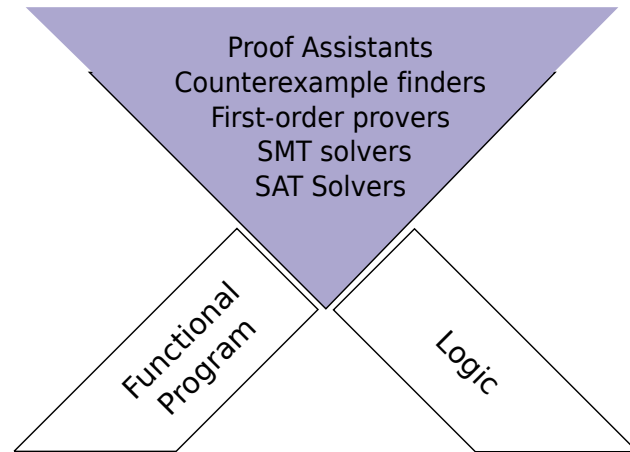 Proof Assistants
Counterexample finders
First-order provers
SMT solvers
SAT Solvers
Functional
Program
Logic